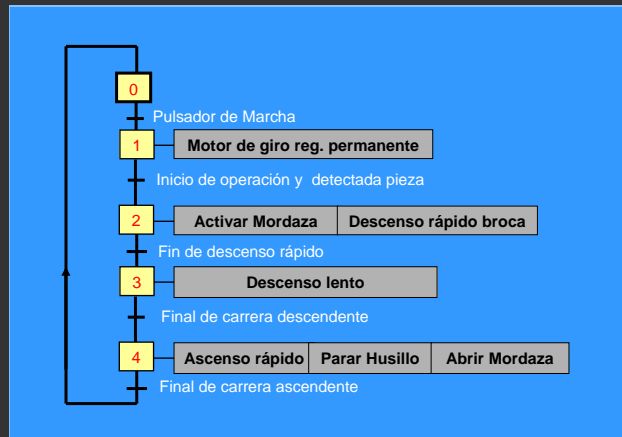 0
Pulsador de Marcha
1 Motor de giro reg. permanente
Inicio de operación y detectada pieza
2 Activar Mordaza Descenso rápido broca
Fin de descenso rápido
3 Descenso lento
Final de carrera descendente
4 Ascenso rápido Parar Husillo Abrir Mordaza
Final de carrera ascendente